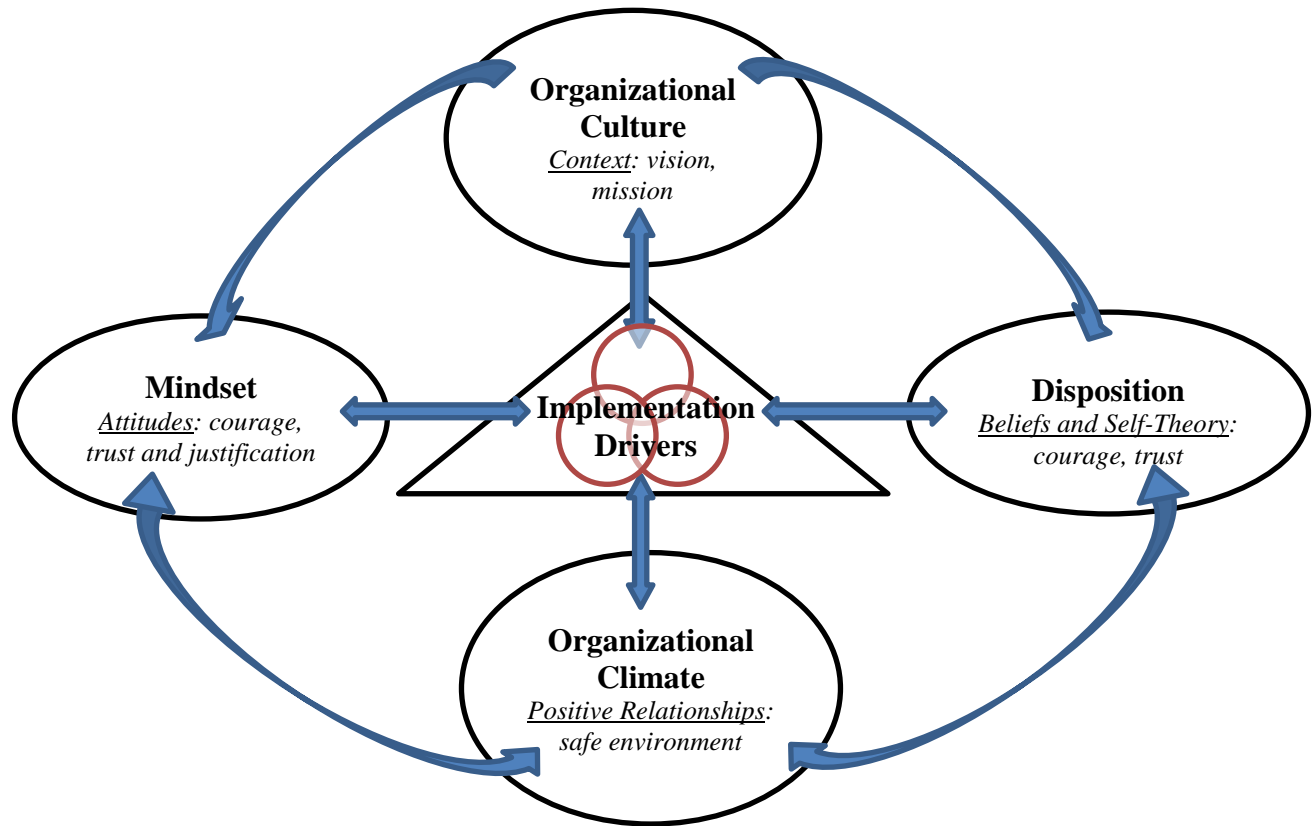 Organizational
Culture
Context: vision,
mission
Mindset
Attitudes: courage,
trust and justification
Implementation
Drivers
Disposition
Beliefs and Self-Theory:
courage, trust
Organizational
Climate
Positive Relationships:
safe environment